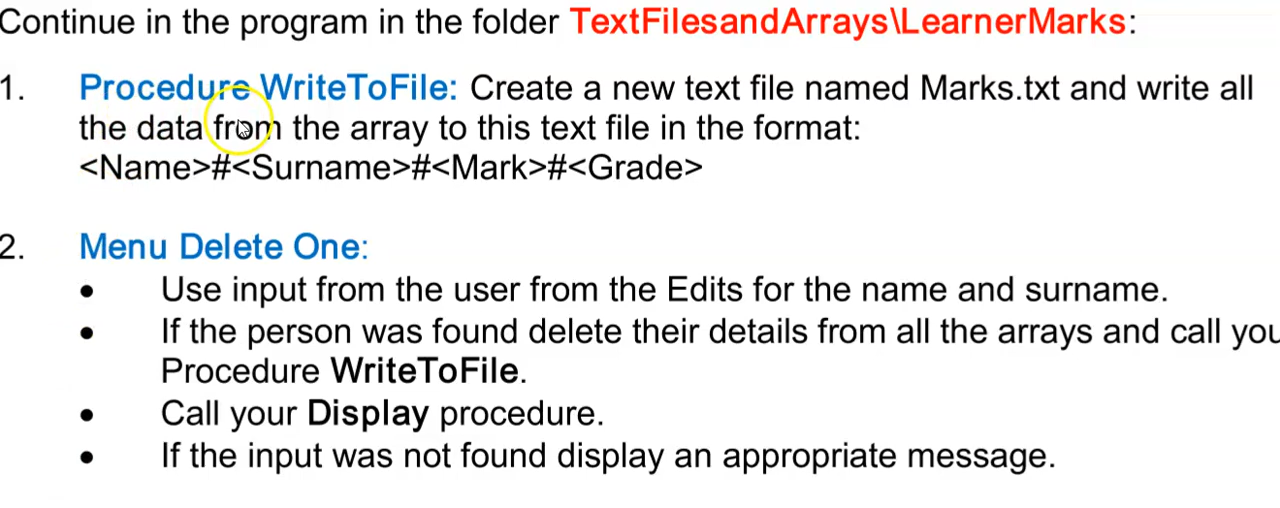 Continue in the program in the folder TextFilesandArrays\LearnerMarks:
1. Procedure WriteToFile: Create a new text file named Marks.txt and write all
the data from the array to this text file in the format:
<Name>#<Surname>#<Mark>#<Grade>
2. Menu Delete One:
• Use input from the user from the Edits for the name and surname.
• If the person was found delete their details from all the arrays and call you
Procedure WriteToFile.
• Call your Display procedure.
• If the input was not found display an appropriate message.